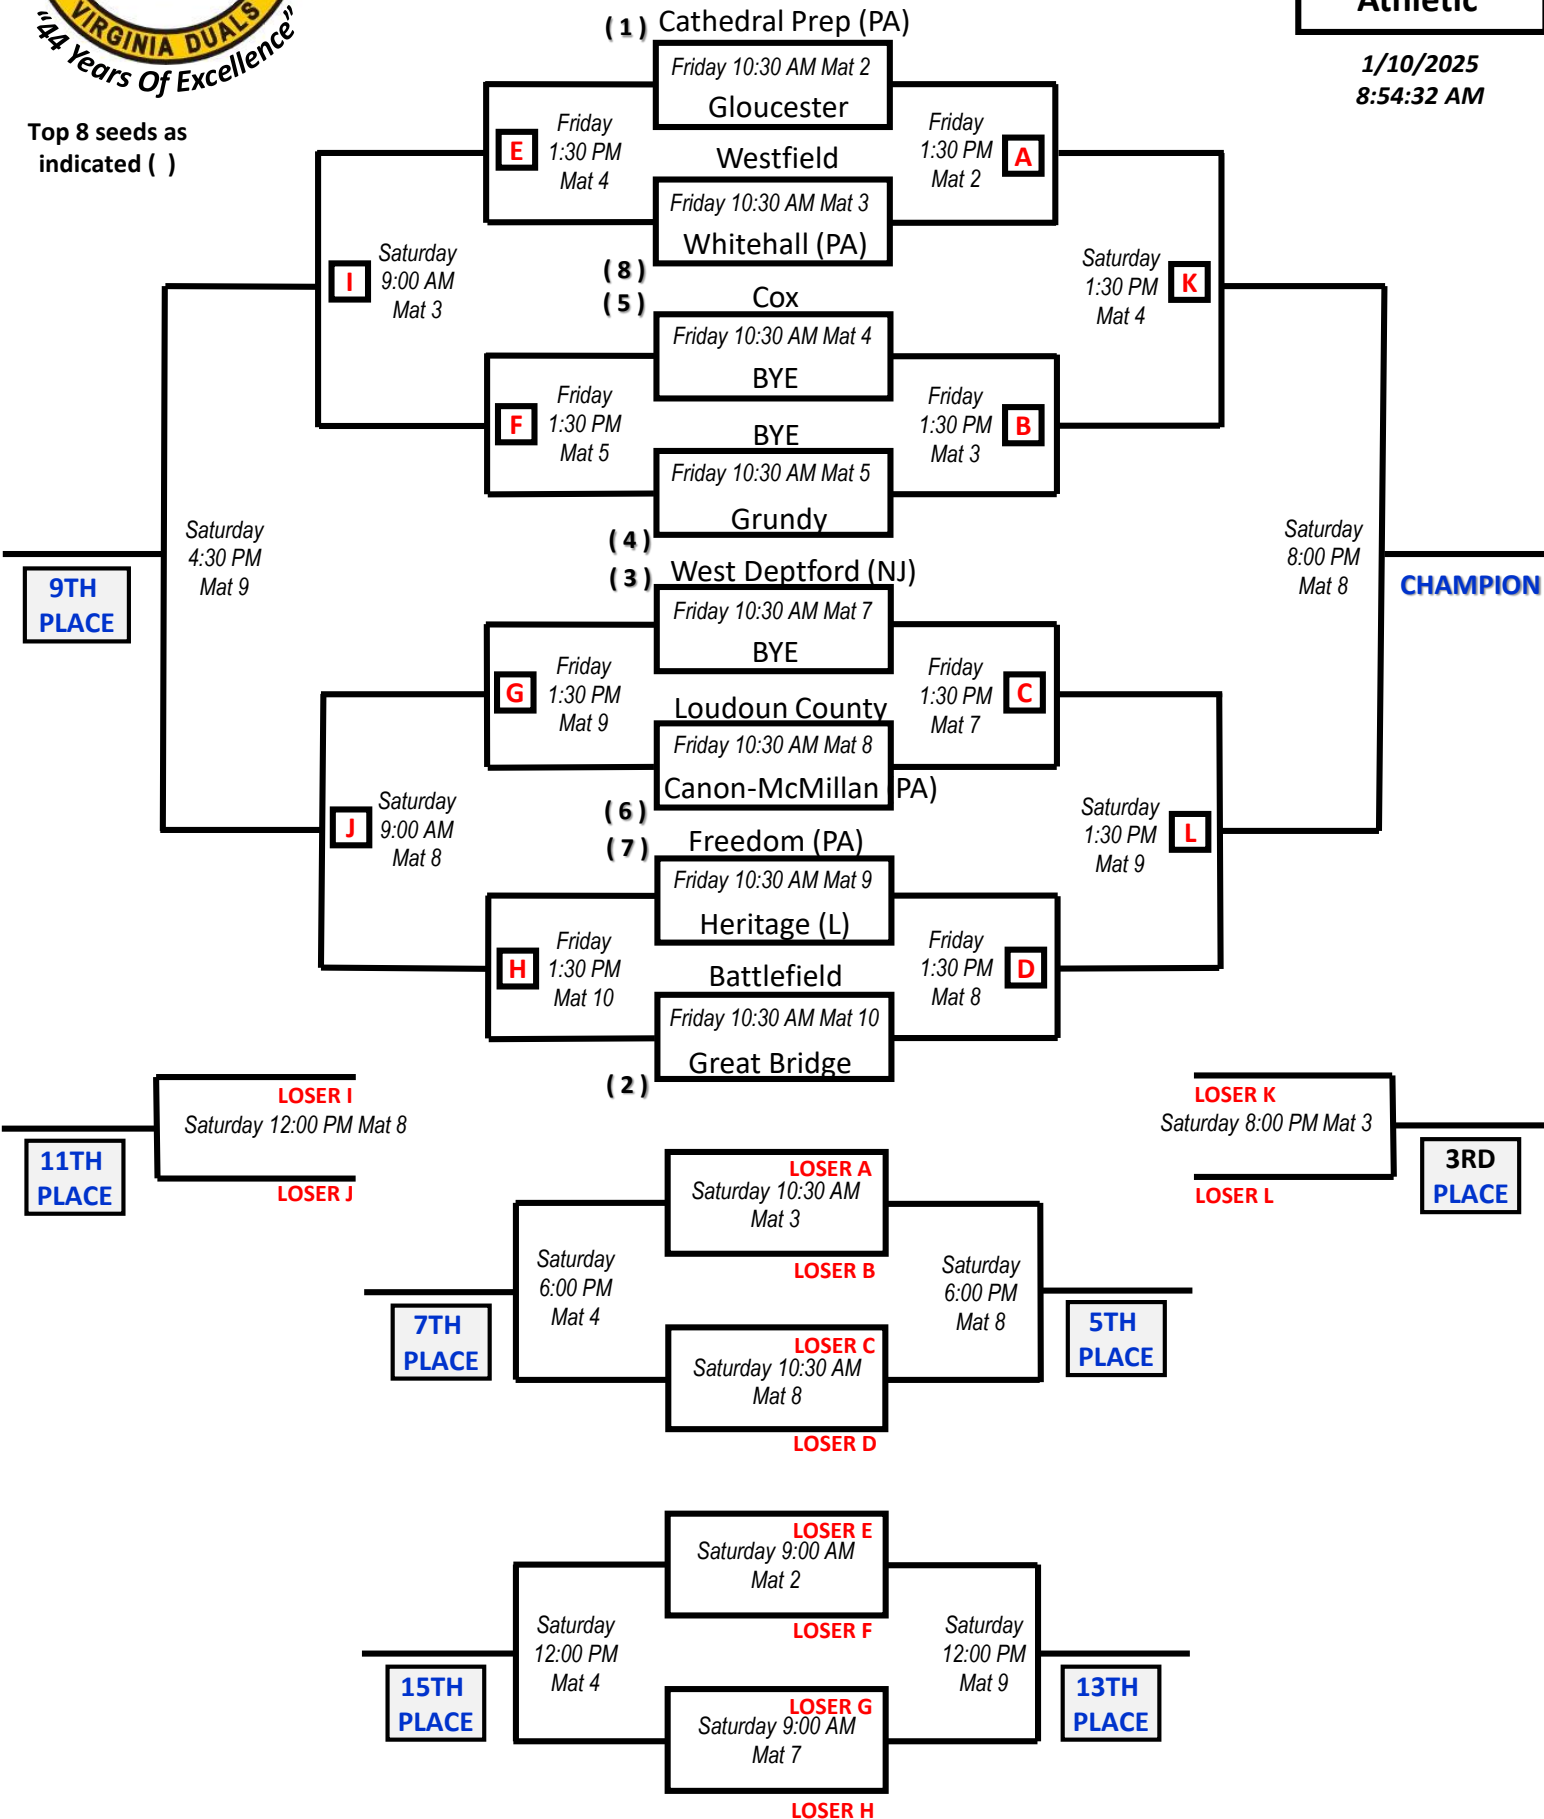 VIRGINIA DUALS
“44 Years Of Excellence”
Athletic
1/10/2025
8:54:32 AM
Top 8 seeds as
indicated ( )
( 1 ) Cathedral Prep (PA)
Friday 10:30 AM Mat 2
Gloucester
E
Friday
1:30 PM
Mat 4
Westfield
Friday
1:30 PM
Mat 2
A
Friday 10:30 AM Mat 3
Whitehall (PA)
( 8 )
I
Saturday
9:00 AM
Mat 3
Saturday
1:30 PM
Mat 4
K
( 5 )
Cox
Friday 10:30 AM Mat 4
BYE
F
Friday
1:30 PM
Mat 5
BYE
Friday
1:30 PM
Mat 3
B
Friday 10:30 AM Mat 5
Grundy
( 4 )
Saturday
4:30 PM
Mat 9
9TH
PLACE
Saturday
8:00 PM
Mat 8
CHAMPION
( 3 ) West Deptford (NJ)
Friday 10:30 AM Mat 7
BYE
G
Friday
1:30 PM
Mat 9
Loudoun County
Friday
1:30 PM
Mat 7
C
Friday 10:30 AM Mat 8
Canon-McMillan PA)
( 6 )
J
Saturday
9:00 AM
Mat 8
Saturday
1:30 PM
Mat 9
L
( 7 )
Freedom (PA)
Friday 10:30 AM Mat 9
Heritage (L)
H
Friday
1:30 PM
Mat 10
Battlefield
Friday
1:30 PM
Mat 8
D
Friday 10:30 AM Mat 10
Great Bridge
( 2 )
LOSER I
Saturday 12:00 PM Mat 8
LOSER J
11TH
PLACE
LOSER K
Saturday 8:00 PM Mat 3
LOSER L
3RD
PLACE
LOSER A
Saturday 10:30 AM
Mat 3
LOSER B
Saturday
6:00 PM
Mat 4
7TH
PLACE
Saturday
6:00 PM
Mat 8
5TH
PLACE
LOSER C
Saturday 10:30 AM
Mat 8
LOSER D
LOSER E
Saturday 9:00 AM
Mat 2
LOSER F
Saturday
12:00 PM
Mat 4
15TH
PLACE
Saturday
12:00 PM
Mat 9
13TH
PLACE
LOSER G
Saturday 9:00 AM
Mat 7
LOSER H